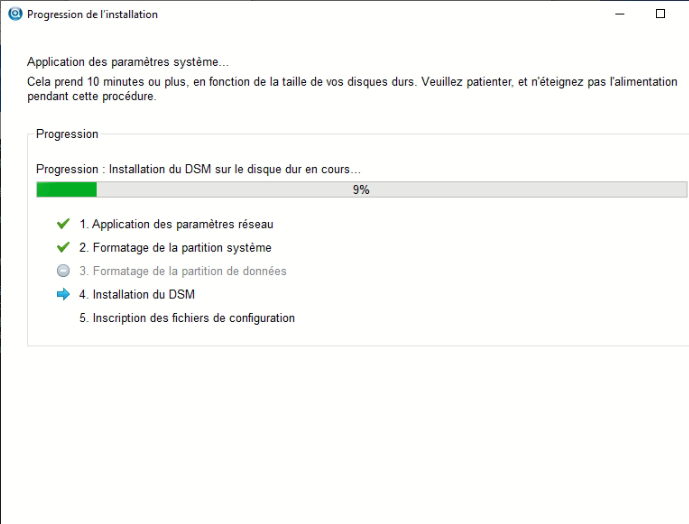 Progression de l'installation
Application des paramètres système...
Cela prend 10 minutes ou plus, en fonction de la taille de vos disques durs. Veuillez patienter, et n'éteignez pas l'alimentation
pendant cette procédure.
Progression
Progression : Installation du DSM sur le disque dur en cours...
9%
1. Application des paramètres réseau
2. Formatage de la partition système
3. Formatage de la partition de données
4. Installation du DSM
5. Inscription des fichiers de configuration